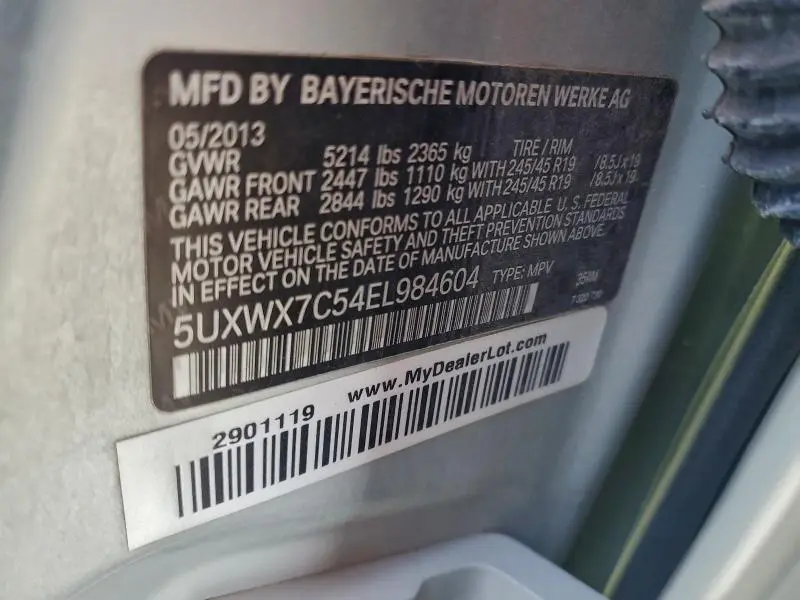 MFD BY BAYERISCHE MOTOREN WERKE AG
05/2013 TIRE / RIM
GVWR 5214 lbs 2365 kg
GAWR FRONT 2447 lbs 1110 kg WITH 245/45 R19 /8.5J x 19
GAWR REAR 2844 lbs 1290 kg WITH 245/45 R19 /8.5J x 19
THIS VEHICLE CONFORMS TO ALL APPLICABLE U.S. FEDERAL
MOTOR VEHICLE SAFETY AND THEFT PREVENTION STANDARDS
IN EFFECT ON THE DATE OF MANUFACTURE SHOWN ABOVE.
5UXWX7C54EL984604 TYPE: MPV
www.MyDealerLot.com
2901119